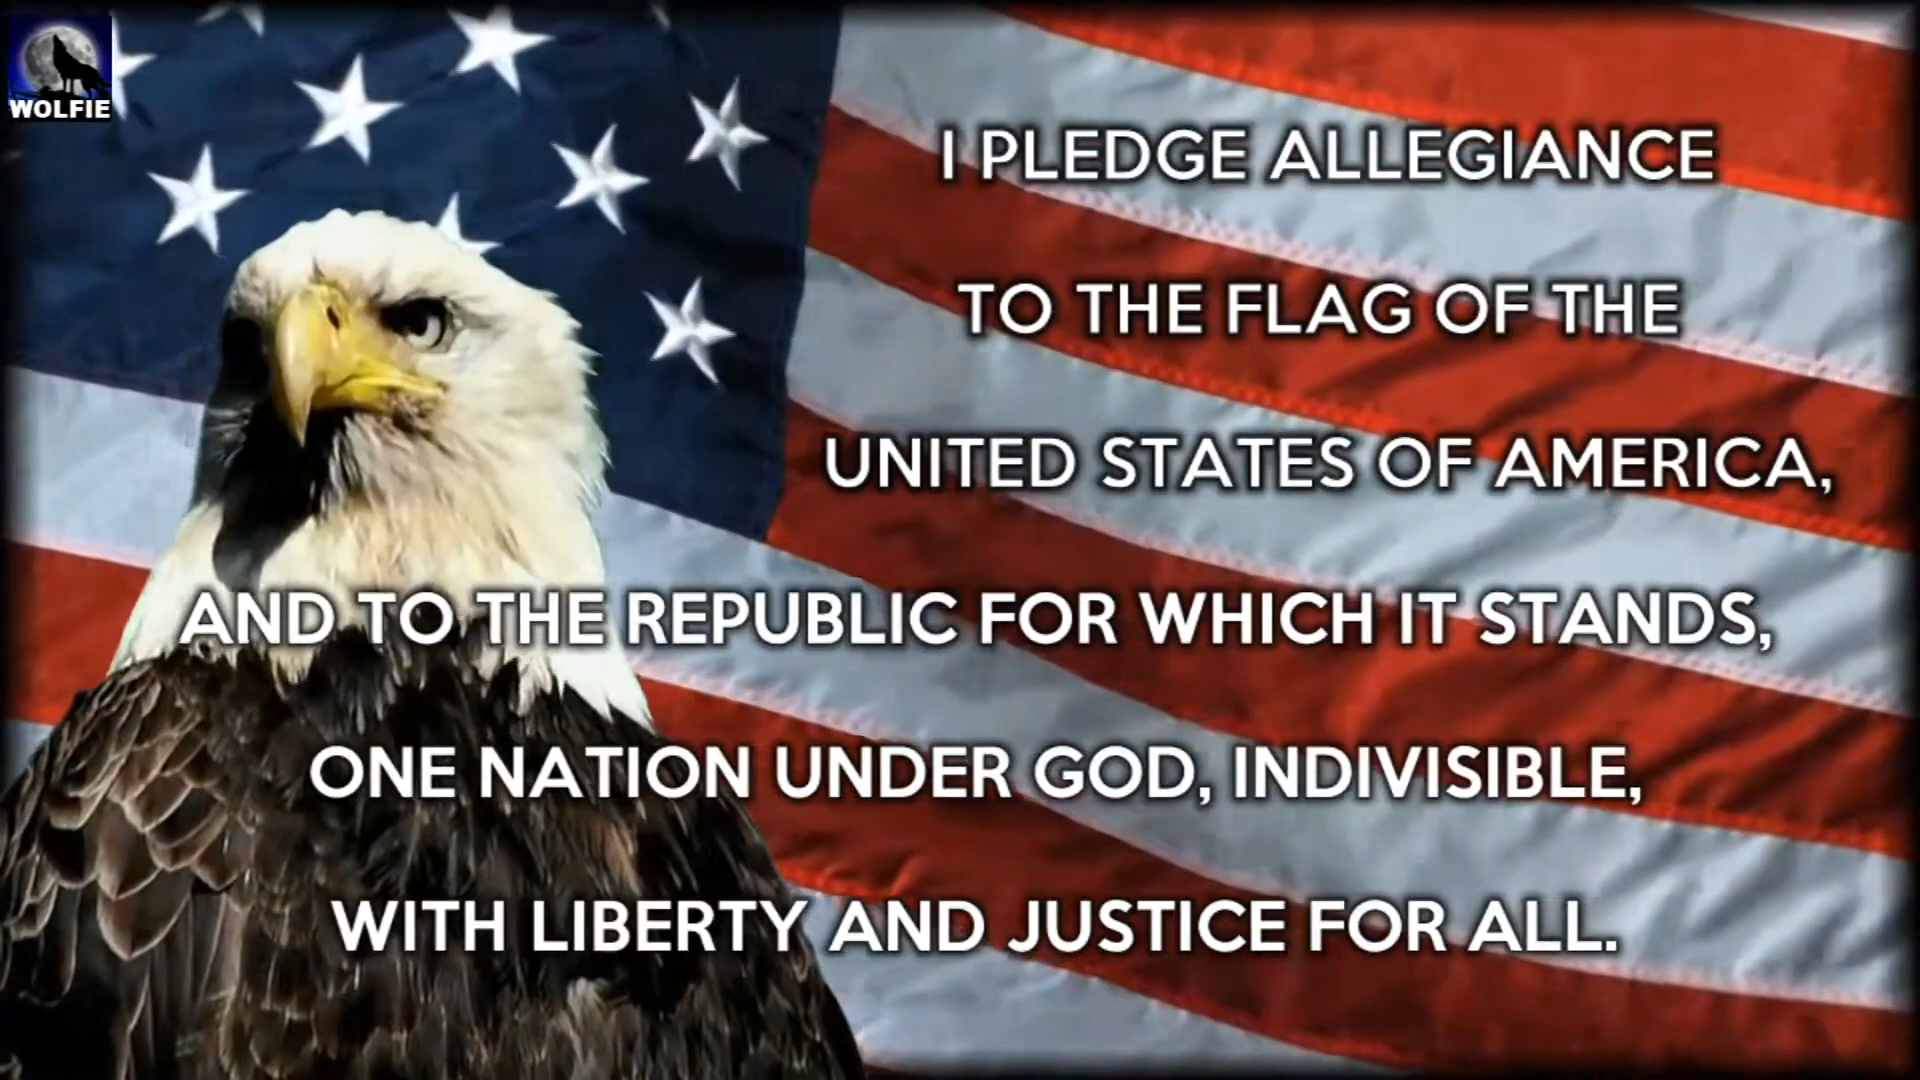 WOLFIE
I PLEDGE ALLEGIANCE
TO THE FLAG OF THE
UNITED STATES OF AMERICA,
AND TO THE REPUBLIC FOR WHICH IT STANDS,
ONE NATION UNDER GOD, INDIVISIBLE,
WITH LIBERTY AND JUSTICE FOR ALL.